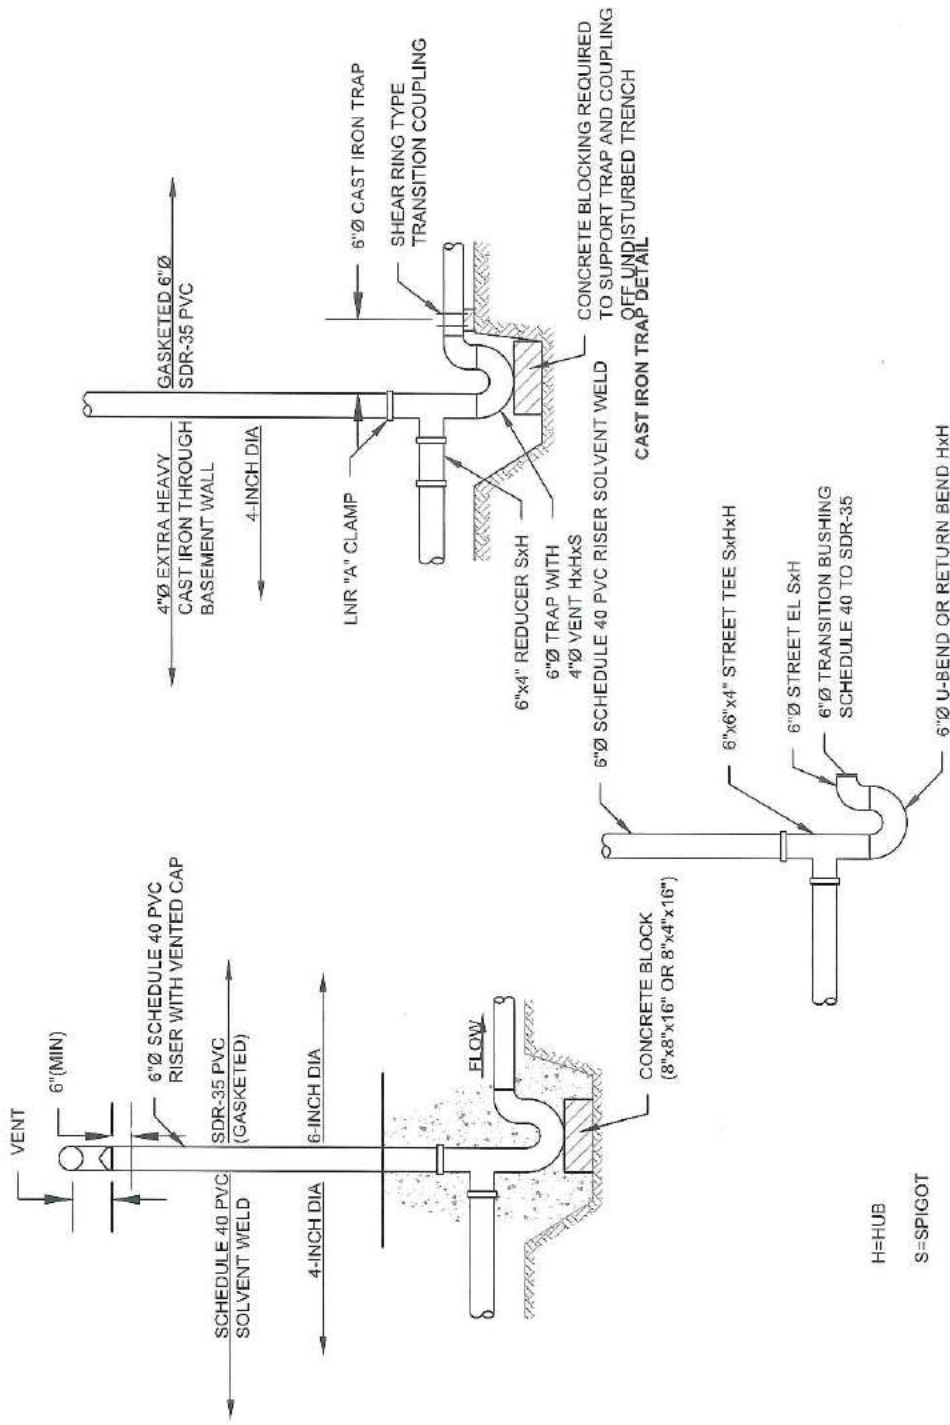 VENT
6"(MIN)
6"Ø SCHEDULE 40 PVC
RISER WITH VENTED CAP
SCHEDULE 40 PVC
SOLVENT WELD
SDR-35 PVC
(GASKETED)
4-INCH DIA
6-INCH DIA
FLOW
CONCRETE BLOCK
(8"x8"x16" OR 8"x4"x16")
H=HUB
S=SPIGOT
4"Ø EXTRA HEAVY
CAST IRON THROUGH
BASEMENT WALL
GASKETED 6"Ø
SDR-35 PVC
4-INCH DIA
LNR "A" CLAMP
6"Ø CAST IRON TRAP
SHEAR RING TYPE
TRANSITION COUPLING
6"x4" REDUCER SxH
6"Ø TRAP WITH
4"Ø VENT HxHxS
CONCRETE BLOCKING REQUIRED
TO SUPPORT TRAP AND COUPLING
OFF UNDISTURBED TRENCH
CAST IRON TRAP DETAIL
6"Ø SCHEDULE 40 PVC RISER SOLVENT WELD
6"x6"x4" STREET TEE SxHxH
6"Ø STREET EL SxH
6"Ø TRANSITION BUSHING
SCHEDULE 40 TO SDR-35
6"Ø U-BEND OR RETURN BEND HxH